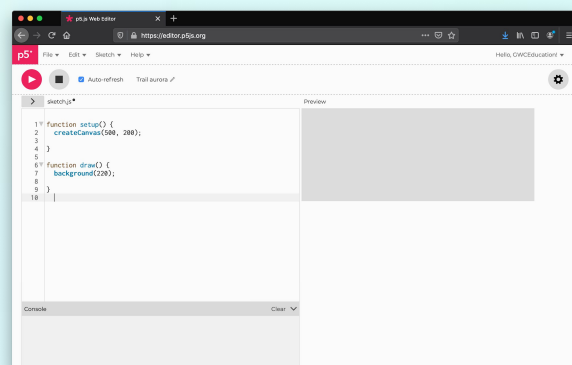 p5.js Web Editor
https://editor.p5js.org
p5* File Edit Sketch Help Hello, GWCEducation!
Auto-refresh Trail aurora
sketch.js Preview
1 function setup() {
2 createCanvas(500, 200);
3
4 }
5
6 function draw() {
7 background(220);
8
9 }
10
Console Clear